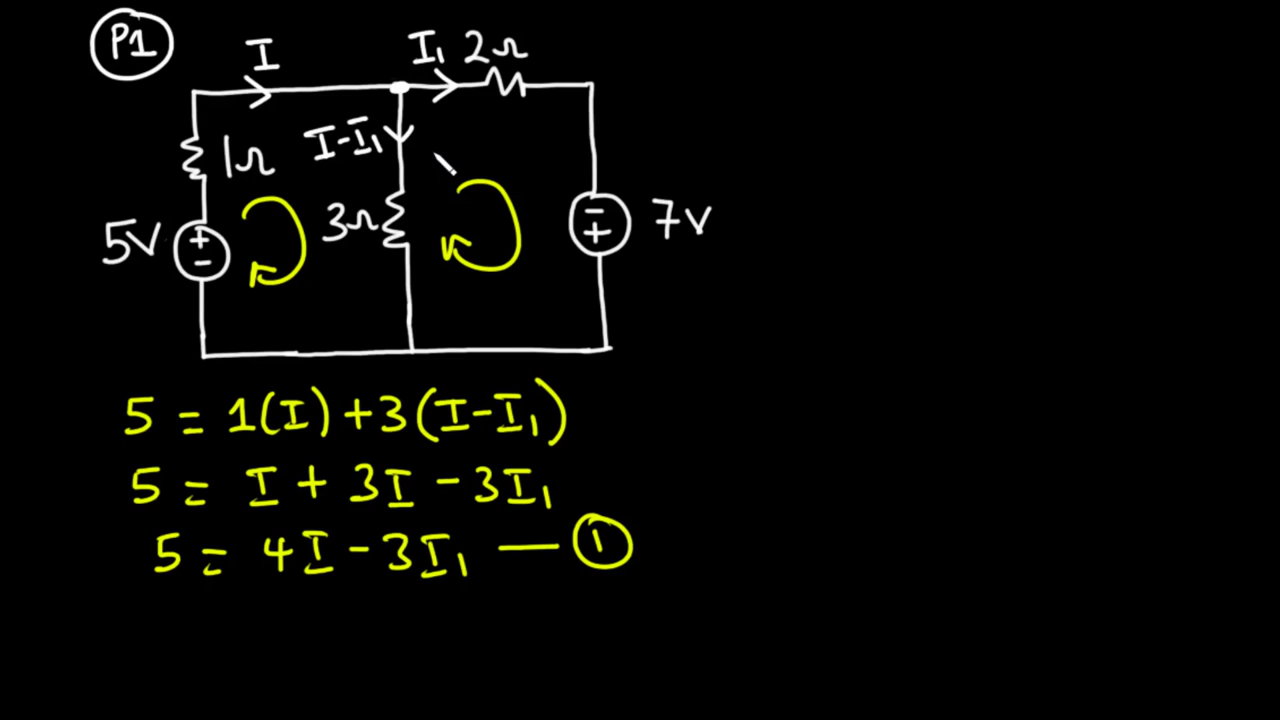 P1
I
I₁ 2Ω
I-I₁
1Ω
3Ω
5V
+
-
-
+
7V
5 = 1(I) + 3(I-I₁)
5 = I + 3I - 3I₁
5 = 4I - 3I₁ — ①